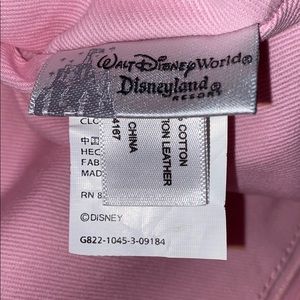 WALT DISNEY WORLD®
Disneyland®
RESORT
COTTON
ON LEATHER
CHINA
4167
CLO
中国
HEC
FAB
MAD
RN 8
©DISNEY
G822-1045-3-09184